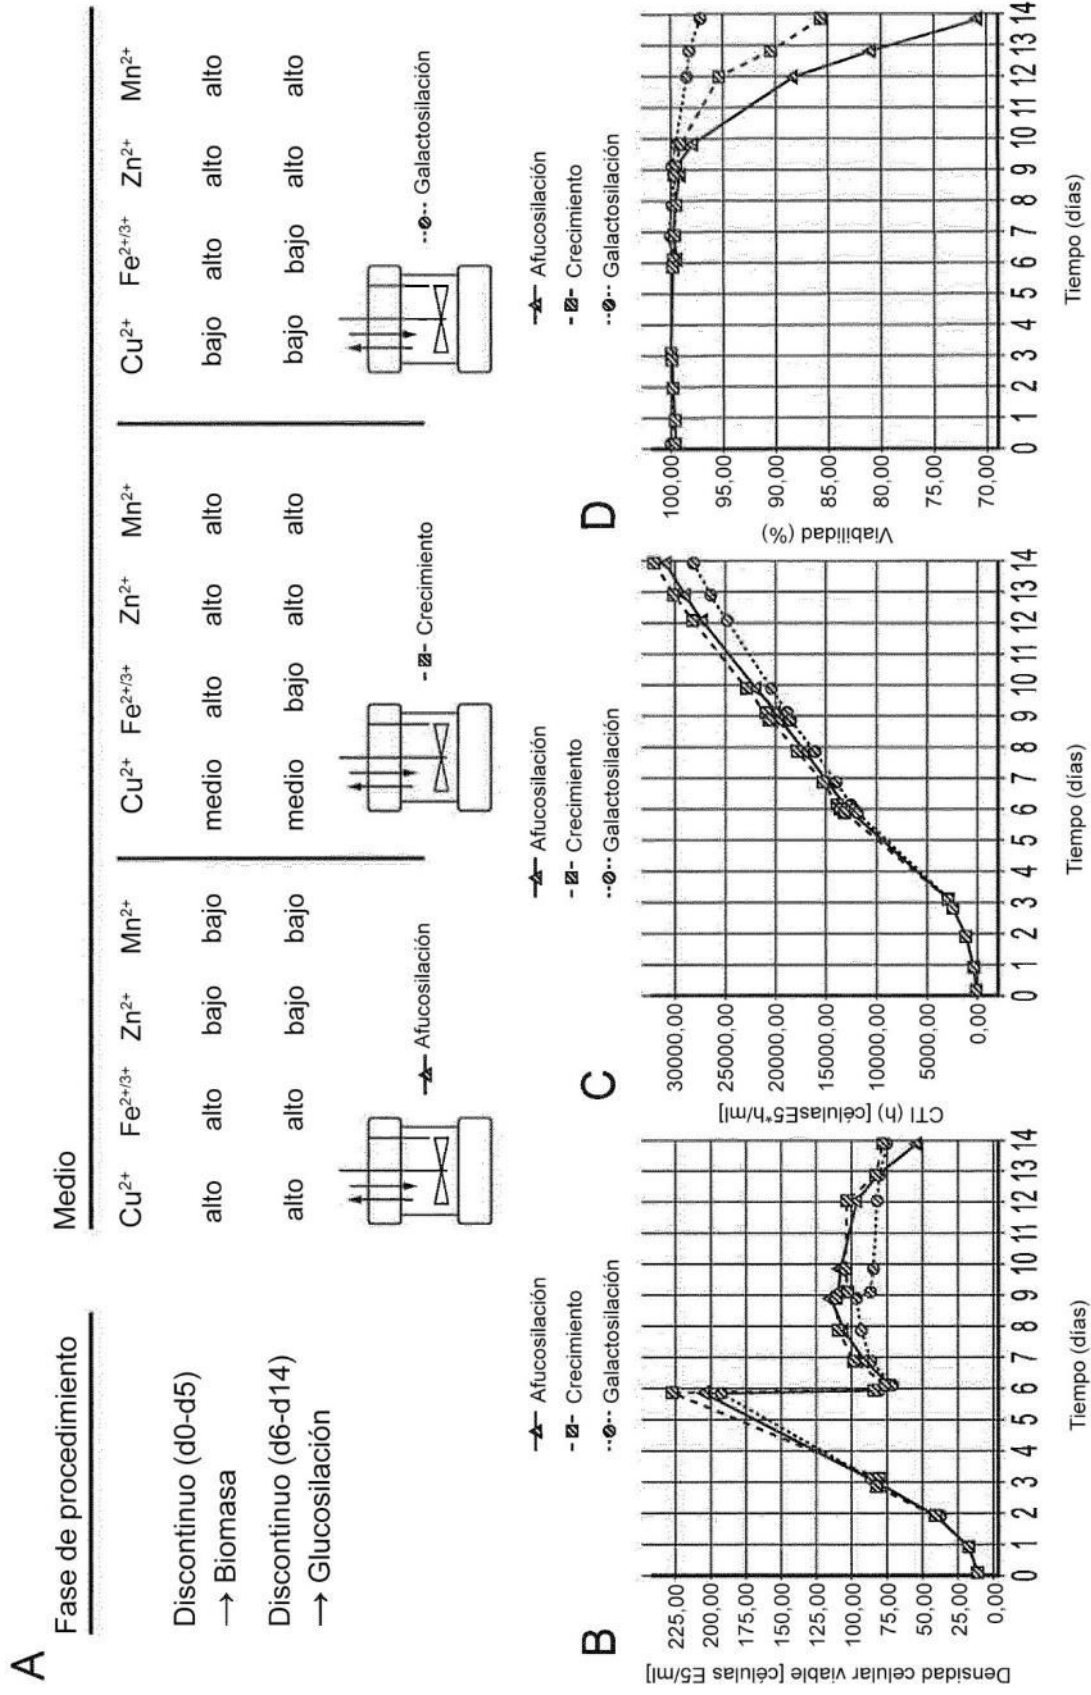 A
Fase de procedimiento
Medio
Cu²⁺ Fe²⁺/³⁺ Zn²⁺ Mn²⁺ Cu²⁺ Fe²⁺/³⁺ Zn²⁺ Mn²⁺ Cu²⁺ Fe²⁺/³⁺ Zn²⁺ Mn²⁺
Discontinuo (d0-d5) alto alto bajo bajo medio alto alto alto bajo alto alto alto
→ Biomasa
Discontinuo (d6-d14) alto alto bajo bajo medio bajo alto alto bajo bajo alto alto
→ Glucosilación
Afucosilación
Crecimiento
Galactosilación
B
Afucosilación
Crecimiento
Galactosilación
Densidad celular viable [células E5/ml]
225,00
200,00
175,00
150,00
125,00
100,00
75,00
50,00
25,00
0,00
0 1 2 3 4 5 6 7 8 9 10 11 12 13 14
Tiempo (días)
C
Afucosilación
Crecimiento
Galactosilación
CTI (h) [célulasE5*h/ml]
30000,00
25000,00
20000,00
15000,00
10000,00
5000,00
0,00
0 1 2 3 4 5 6 7 8 9 10 11 12 13 14
Tiempo (días)
D
Afucosilación
Crecimiento
Galactosilación
Viabilidad (%)
100,00
95,00
90,00
85,00
80,00
75,00
70,00
0 1 2 3 4 5 6 7 8 9 10 11 12 13 14
Tiempo (días)